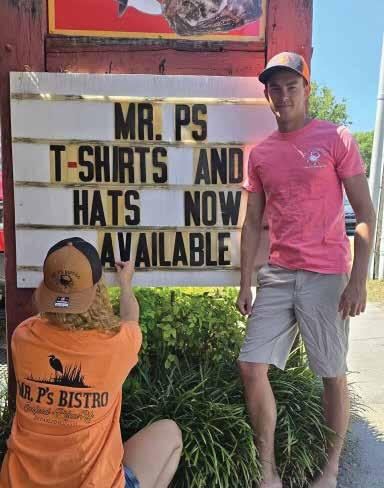 MR. PS
T-SHIRTS AND
HATS NOW
AVAILABLE
MR. P'S BISTRO